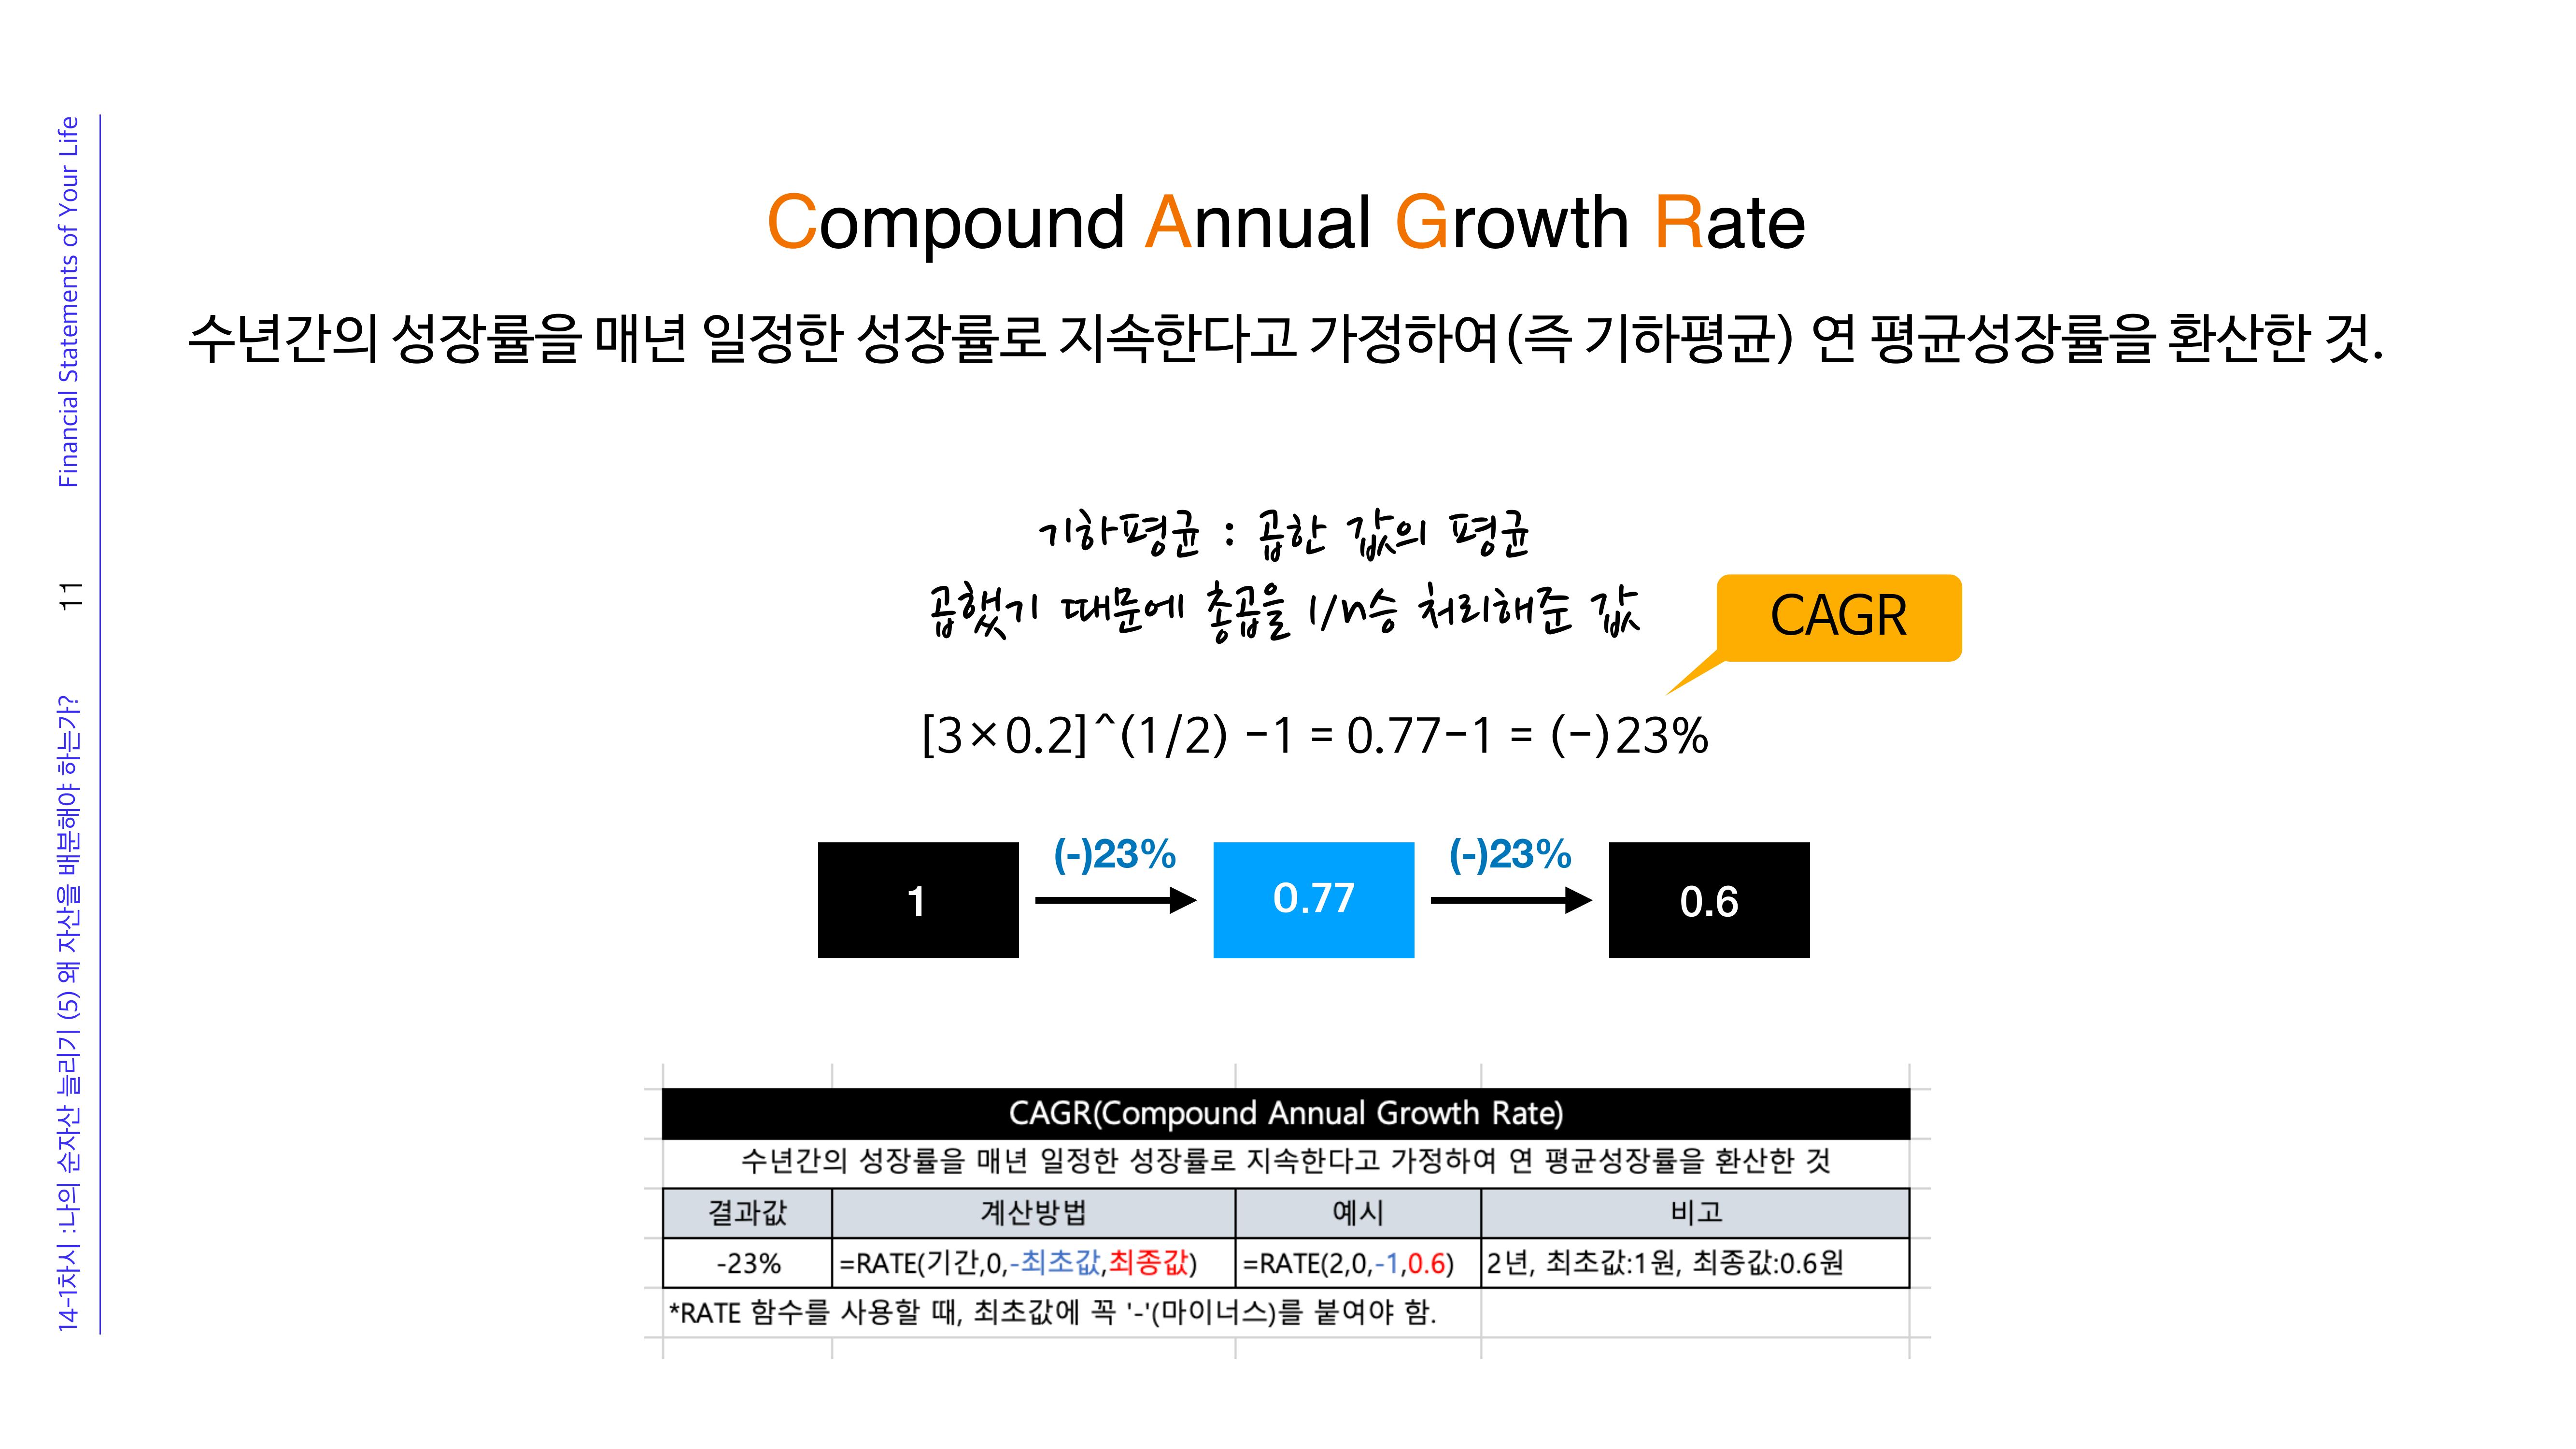 Financial Statements of Your Life
11
14-1차시 :나의 순자산 늘리기 (5) 왜 자산을 배분해야 하는가?
Compound Annual Growth Rate
수년간의 성장률을 매년 일정한 성장률로 지속한다고 가정하여(즉 기하평균) 연 평균성장률을 환산한 것.
기하평균 : 곱한 값의 평균
곱했기 때문에 총곱을 1/n승 처리해준 값
CAGR
[3×0.2]^(1/2) -1 = 0.77-1 = (-)23%
1
(-)23%
0.77
(-)23%
0.6
CAGR(Compound Annual Growth Rate)
수년간의 성장률을 매년 일정한 성장률로 지속한다고 가정하여 연 평균성장률을 환산한 것
결과값 계산방법 예시 비고
-23% =RATE(기간,0,-최초값,최종값) =RATE(2,0,-1,0.6) 2년, 최초값:1원, 최종값:0.6원
*RATE 함수를 사용할 때, 최초값에 꼭 '-'(마이너스)를 붙여야 함.